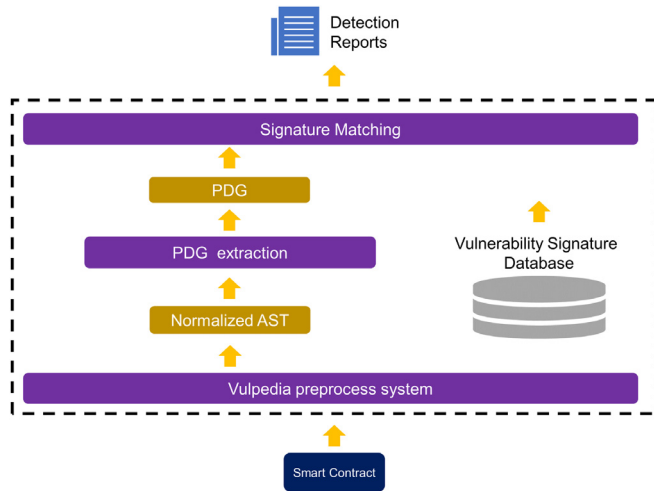 Detection
Reports
Signature Matching
PDG
PDG extraction
Vulnerability Signature
Database
Normalized AST
Vulpedia preprocess system
Smart Contract